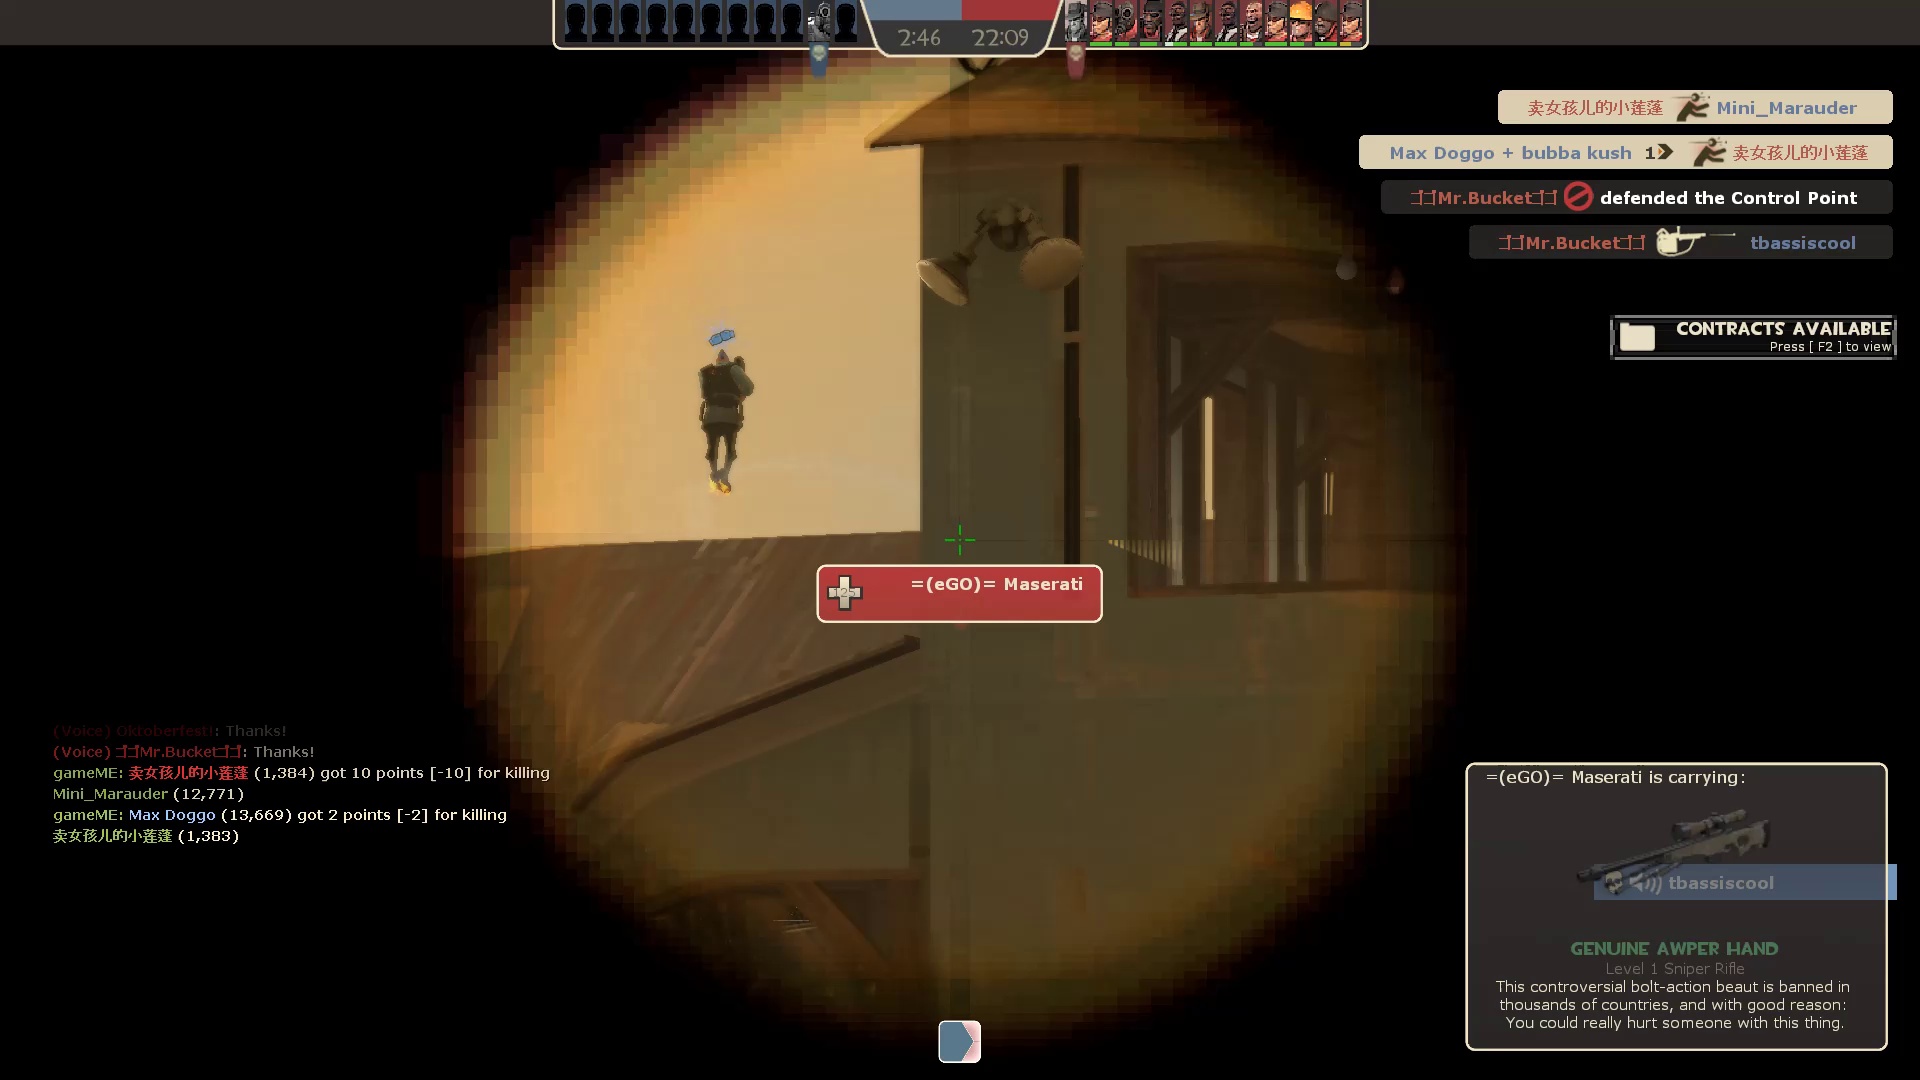 2:46 22:09
卖女孩儿的小莲蓬 Mini_Marauder
Max Doggo + bubba kush 1 卖女孩儿的小莲蓬
Mr.Bucket defended the Control Point
Mr.Bucket tbassiscool
CONTRACTS AVAILABLE
Press [ F2 ] to view
=(eGO)= Maserati
125
(Voice) Oktoberfest!: Thanks!
(Voice) Mr.Bucket: Thanks!
gameME: 卖女孩儿的小莲蓬 (1,384) got 10 points [-10] for killing
Mini_Marauder (12,771)
gameME: Max Doggo (13,669) got 2 points [-2] for killing
卖女孩儿的小莲蓬 (1,383)
=(eGO)= Maserati is carrying:
tbassiscool
GENUINE AWPER HAND
Level 1 Sniper Rifle
This controversial bolt-action beaut is banned in
thousands of countries, and with good reason:
You could really hurt someone with this thing.